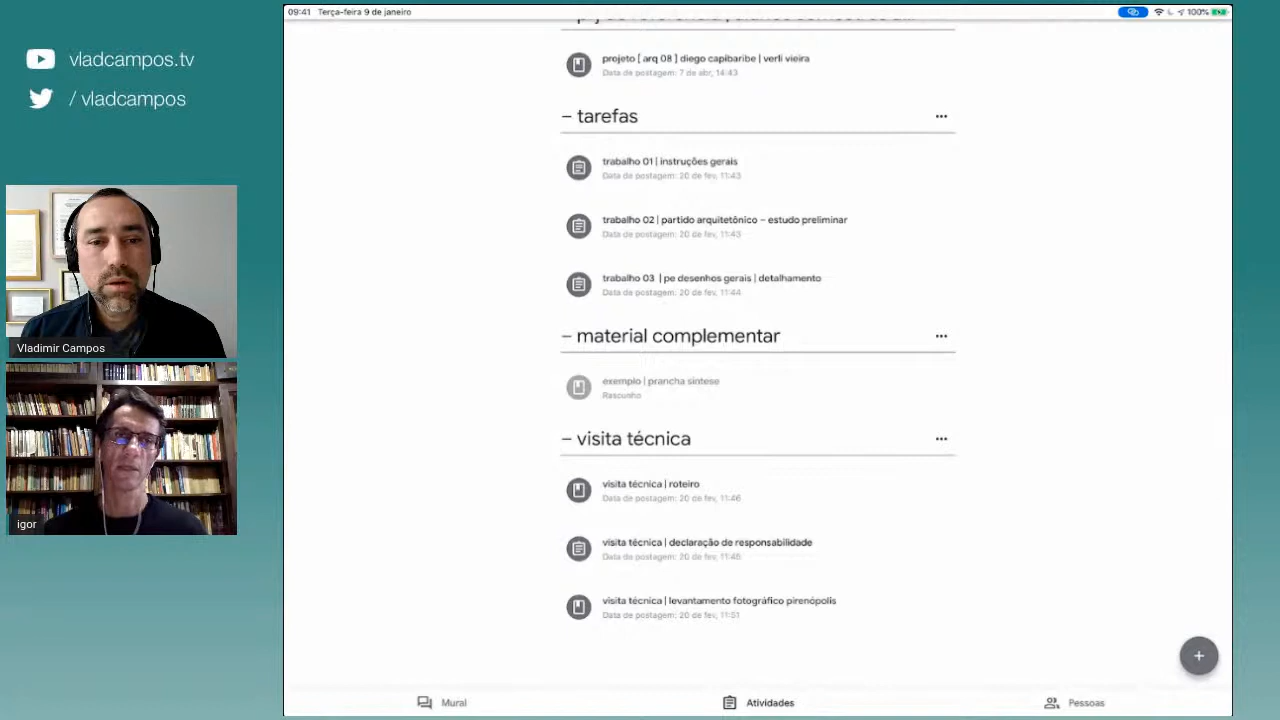 09:41 Terça-feira 9 de janeiro
100%
vladcampos.tv
/ vladcampos
Vladimir Campos
igor
projeto [ arq 08 ] diego capibaribe | verli vieira
Data de postagem: 7 de abr, 14:43
– tarefas
trabalho 01 | instruções gerais
Data de postagem: 20 de fev, 11:43
trabalho 02 | partido arquitetônico – estudo preliminar
Data de postagem: 20 de fev, 11:43
trabalho 03 | pe desenhos gerais | detalhamento
Data de postagem: 20 de fev, 11:44
– material complementar
exemplo | prancha síntese
Rascunho
– visita técnica
visita técnica | roteiro
Data de postagem: 20 de fev, 11:46
visita técnica | declaração de responsabilidade
Data de postagem: 20 de fev, 11:48
visita técnica | levantamento fotográfico pirenópolis
Data de postagem: 20 de fev, 11:51
Mural
Atividades
Pessoas